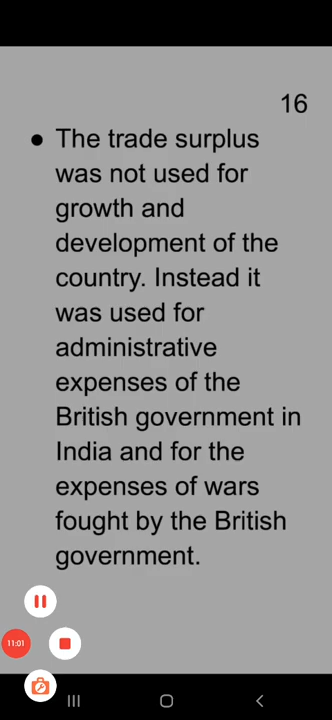 16
● The trade surplus
was not used for
growth and
development of the
country. Instead it
was used for
administrative
expenses of the
British government in
India and for the
expenses of wars
fought by the British
government.
11:01